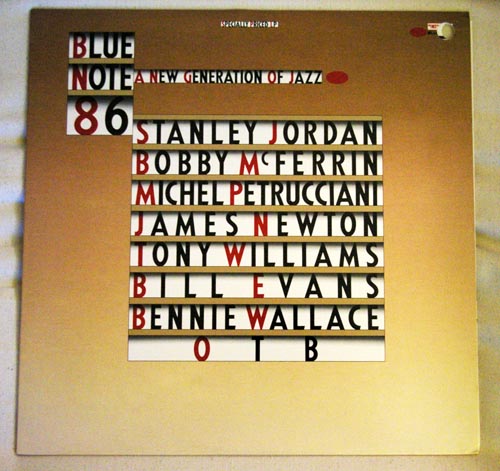 SPECIALLY PRICED LP
BLUE
NOTE A NEW GENERATION OF JAZZ
86
STANLEY JORDAN
BOBBY McFERRIN
MICHEL PETRUCCIANI
JAMES NEWTON
TONY WILLIAMS
BILL EVANS
BENNIE WALLACE
OTB